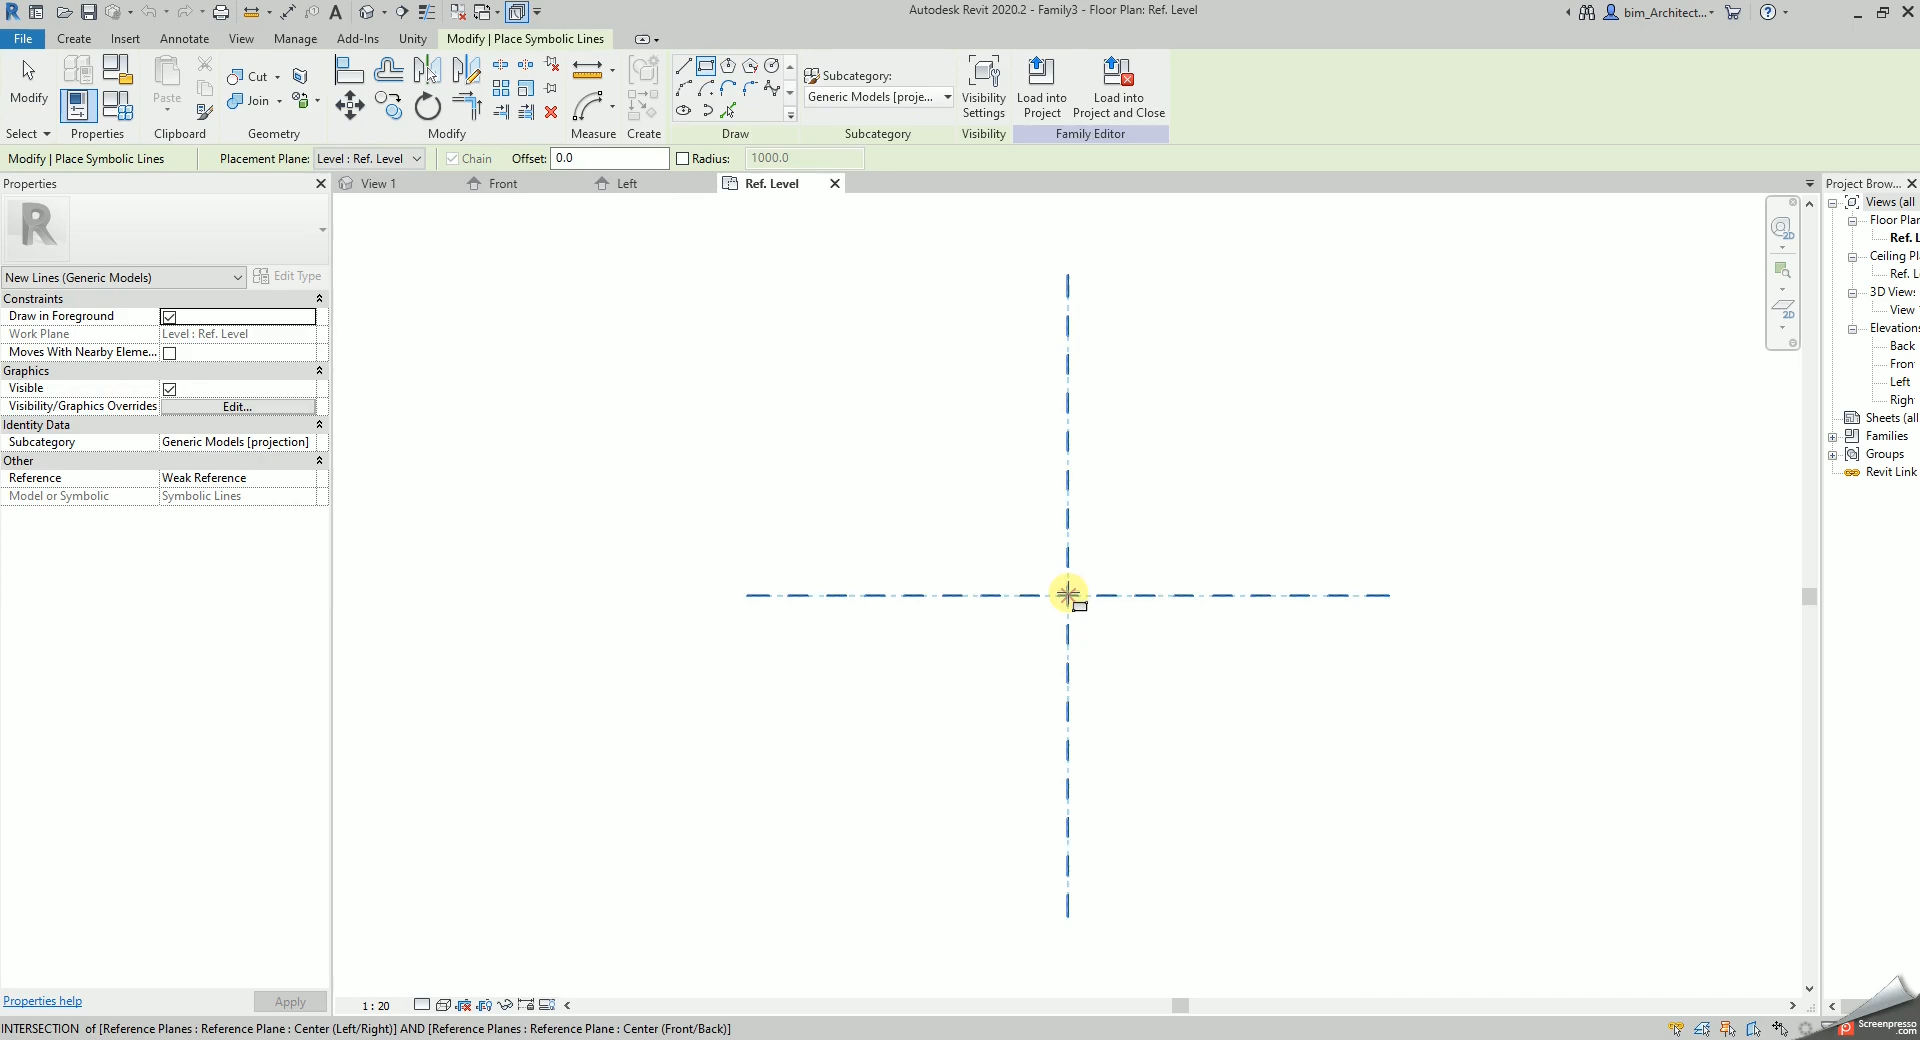 Autodesk Revit 2020.2 - Family3 - Floor Plan: Ref. Level
bim_Architect...
File Create Insert Annotate View Manage Add-Ins Unity Modify | Place Symbolic Lines
Modify
Paste
Cut
Join
Subcategory:
Generic Models [proje...
Visibility
Settings
Load into
Project
Load into
Project and Close
Select Properties Clipboard Geometry Modify Measure Create Draw Subcategory Visibility Family Editor
Modify | Place Symbolic Lines Placement Plane: Level : Ref. Level Chain Offset: 0.0 Radius: 1000.0
Properties
View 1 Front Left Ref. Level
Project Brow...
R
New Lines (Generic Models) Edit Type
Constraints
Draw in Foreground
Work Plane Level : Ref. Level
Moves With Nearby Eleme...
Graphics
Visible
Visibility/Graphics Overrides Edit...
Identity Data
Subcategory Generic Models [projection]
Other
Reference Weak Reference
Model or Symbolic Symbolic Lines
2D
2D
Views (all
Floor Plan
Ref. L
Ceiling Pl
Ref. L
3D Views
View
Elevations
Back
Fron
Left
Righ
Sheets (all
Families
Groups
Revit Link
Properties help Apply
1 : 20
INTERSECTION of [Reference Planes : Reference Plane : Center (Left/Right)] AND [Reference Planes : Reference Plane : Center (Front/Back)]
Screenpresso
.com